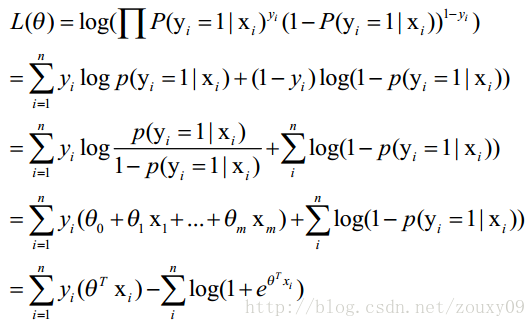 L(θ) = log(∏ P(y_i = 1 | x_i)^{y_i} (1 − P(y_i = 1 | x_i))^{1−y_i})
= ∑_{i=1}^{n} y_i log p(y_i = 1 | x_i) + (1 − y_i) log(1 − p(y_i = 1 | x_i))
= ∑_{i=1}^{n} y_i log \frac{p(y_i = 1 | x_i)}{1 − p(y_i = 1 | x_i)} + ∑_{i}^{n} log(1 − p(y_i = 1 | x_i))
= ∑_{i=1}^{n} y_i (θ_0 + θ_1 x_1 + ... + θ_m x_m) + ∑_{i}^{n} log(1 − p(y_i = 1 | x_i))
= ∑_{i=1}^{n} y_i (θ^T x_i) − ∑_{i}^{n} log(1 + e^{θ^T x_i})
http://blog.csdn.net/zouxy09